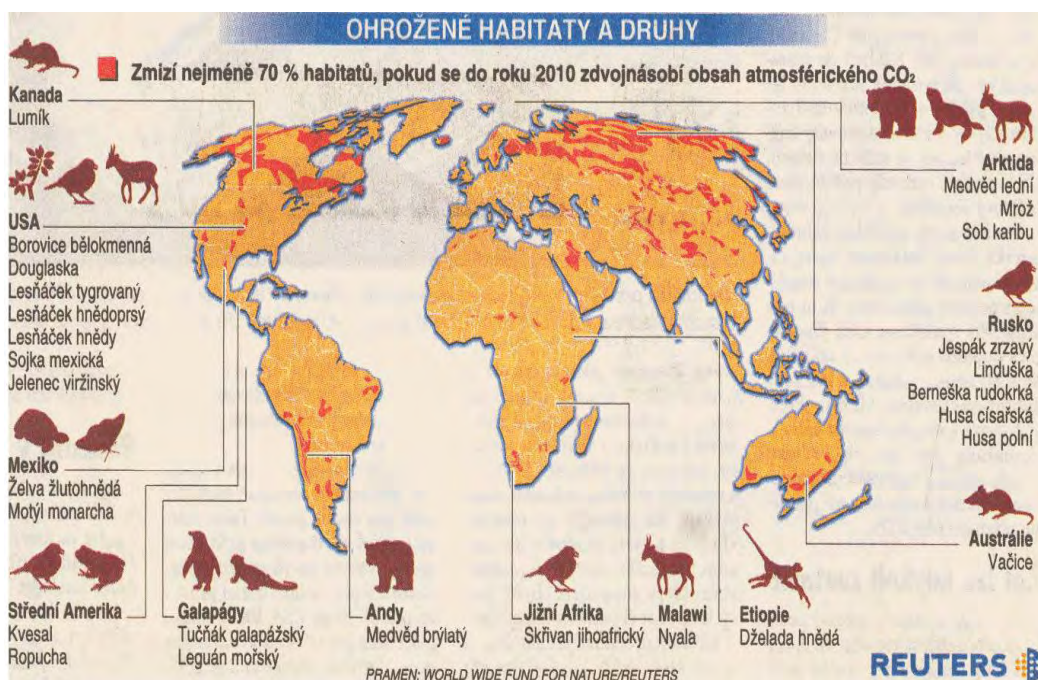 OHROŽENÉ HABITATY A DRUHY
Zmizí nejméně 70 % habitatů, pokud se do roku 2010 zdvojnásobí obsah atmosférického CO₂
Kanada
Lumík
USA
Borovice bělokmenná
Douglaska
Lesňáček tygrovaný
Lesňáček hnědoprsý
Lesňáček hnědy
Sojka mexická
Jelenec viržinský
Mexiko
Želva žlutohnědá
Motýl monarcha
Střední Amerika
Kvesal
Ropucha
Galapágy
Tučňák galapážský
Leguán mořský
Andy
Medvěd brýlatý
Jižní Afrika
Skřivan jihoafrický
Malawi
Nyala
Etiopie
Dželada hnědá
Arktida
Medvěd lední
Mrož
Sob karibu
Rusko
Jespák zrzavý
Linduška
Berneška rudokrká
Husa císařská
Husa polní
Austrálie
Vačice
PRAMEN: WORLD WIDE FUND FOR NATURE/REUTERS
REUTERS